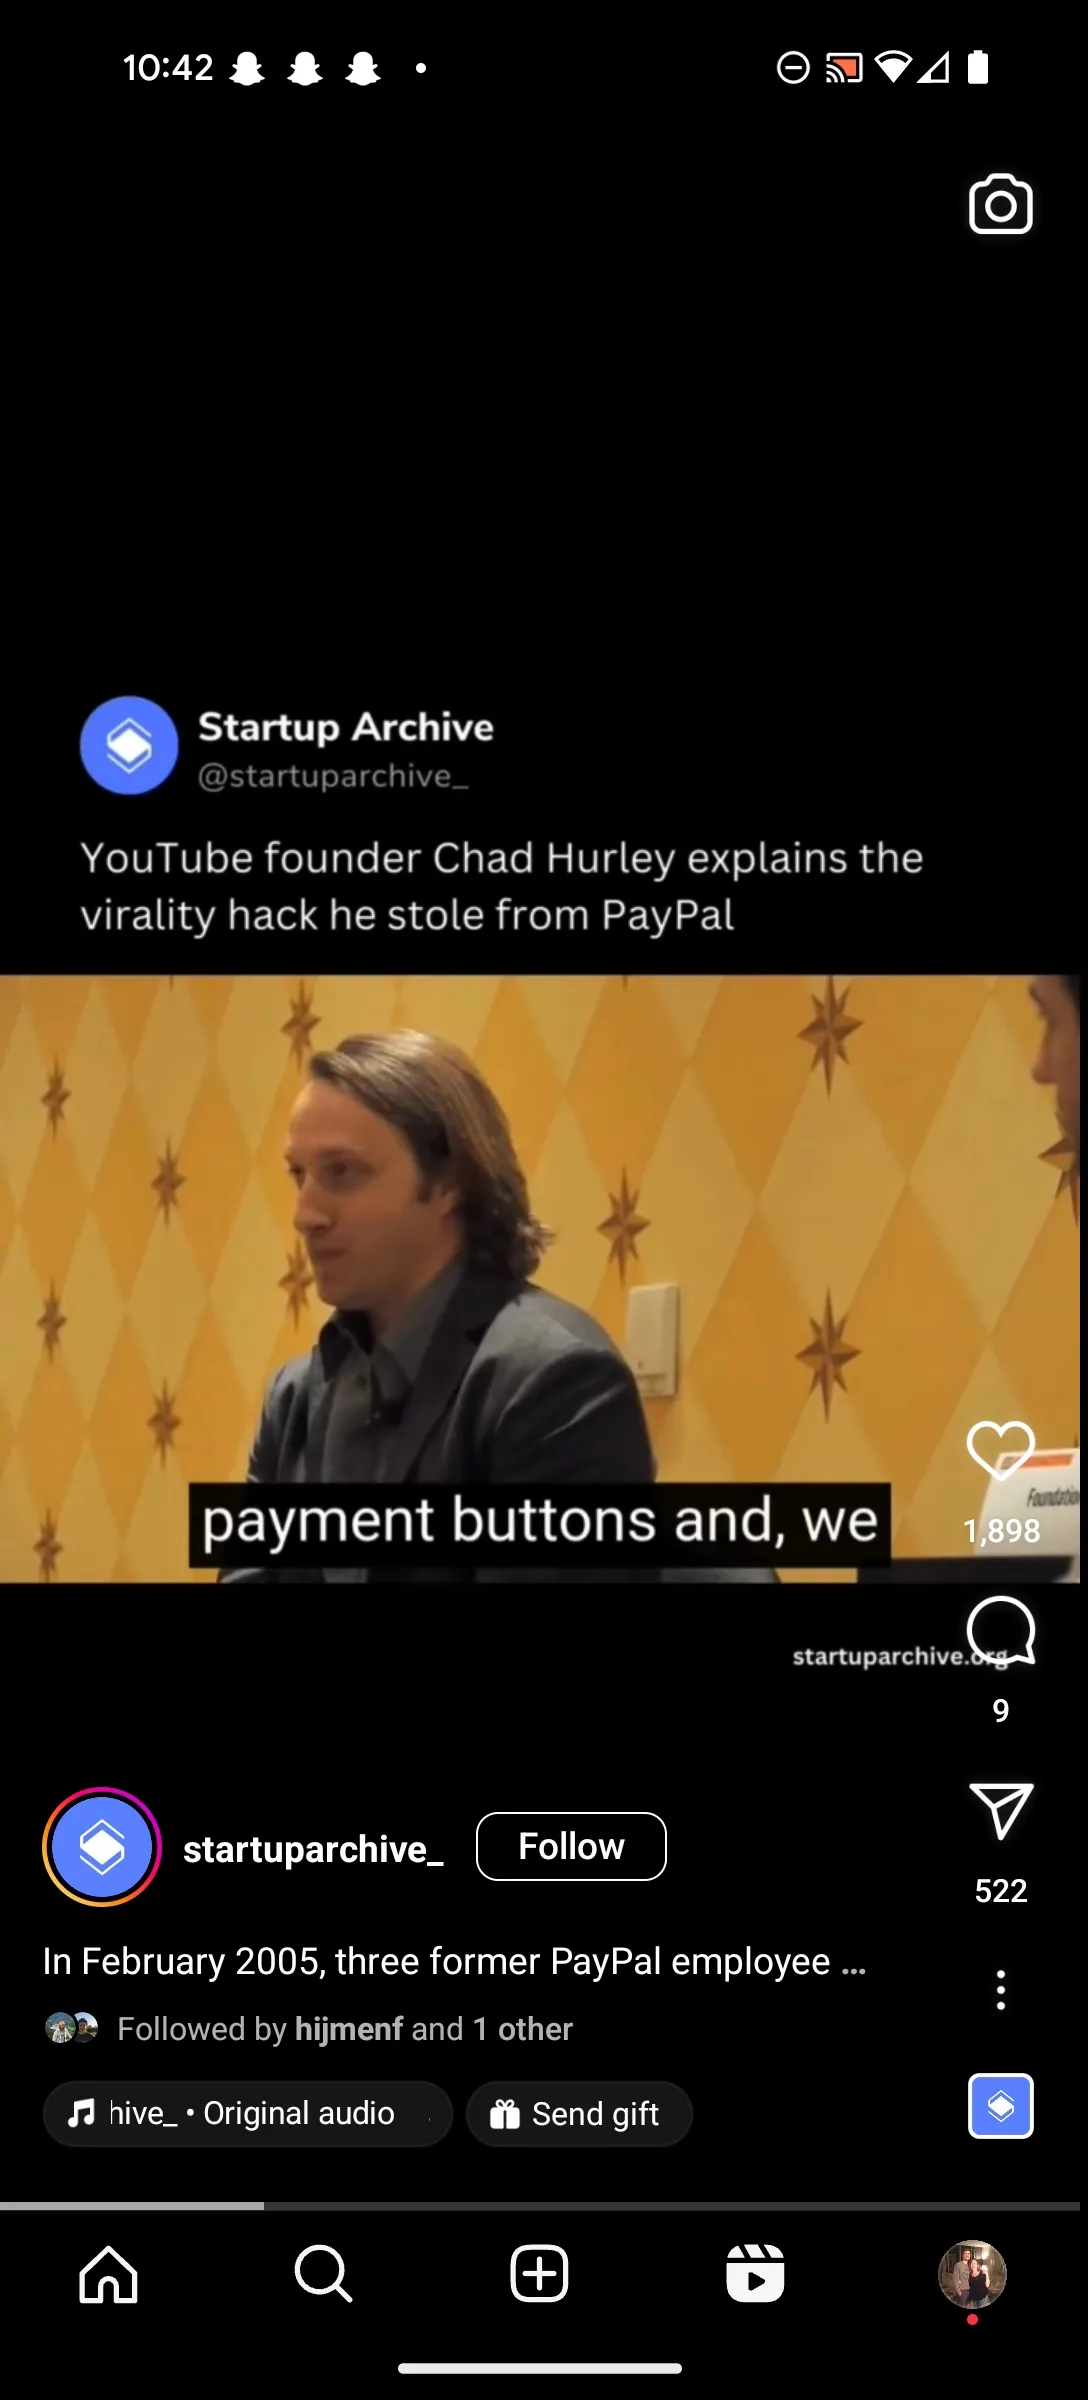 10:42
Startup Archive
@startuparchive_
YouTube founder Chad Hurley explains the
virality hack he stole from PayPal
payment buttons and, we
Foundation
1,898
startuparchive.org
9
startuparchive_
Follow
522
In February 2005, three former PayPal employee ...
Followed by hijmenf and 1 other
hive_ • Original audio
Send gift